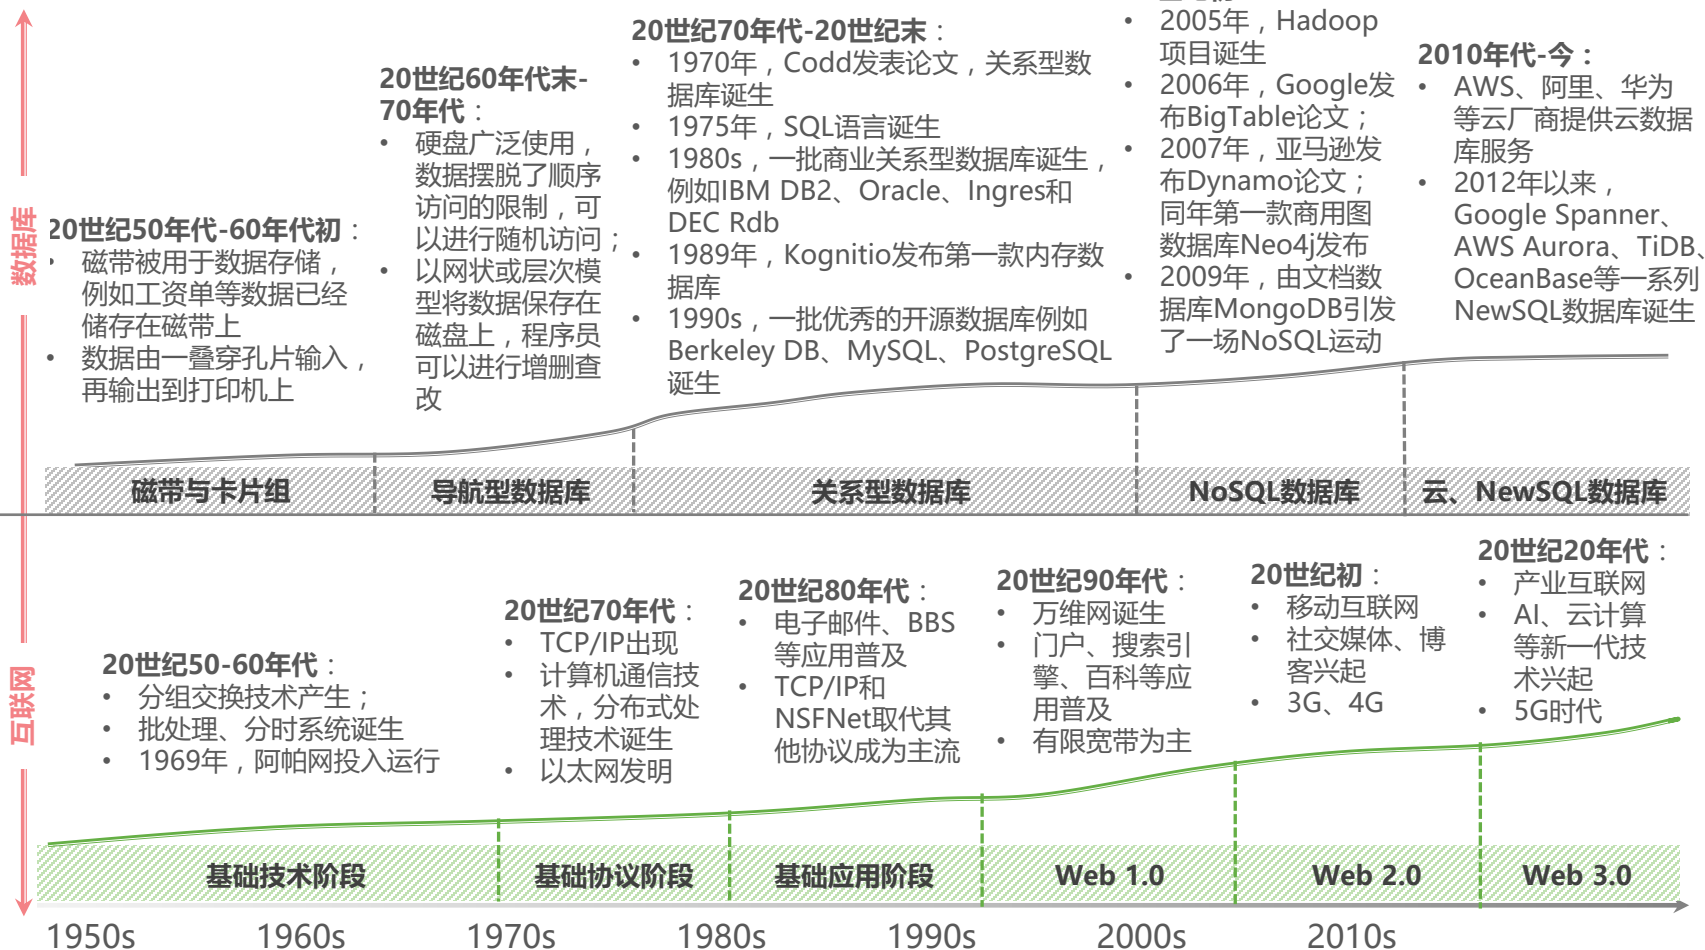 数据库
20世纪50年代-60年代初：
• 磁带被用于数据存储，
例如工资单等数据已经
储存在磁带上
• 数据由一叠穿孔片输入，
再输出到打印机上
20世纪60年代末-
70年代：
• 硬盘广泛使用，
数据摆脱了顺序
访问的限制，可
以进行随机访问；
• 以网状或层次模
型将数据保存在
磁盘上，程序员
可以进行增删查
改
20世纪70年代-20世纪末：
• 1970年，Codd发表论文，关系型数
据库诞生
• 1975年，SQL语言诞生
• 1980s，一批商业关系型数据库诞生，
例如IBM DB2、Oracle、Ingres和
DEC Rdb
• 1989年，Kognitio发布第一款内存数
据库
• 1990s，一批优秀的开源数据库例如
Berkeley DB、MySQL、PostgreSQL
诞生
• 2005年，Hadoop
项目诞生
• 2006年，Google发
布BigTable论文；
• 2007年，亚马逊发
布Dynamo论文；
同年第一款商用图
数据库Neo4j发布
• 2009年，由文档数
据库MongoDB引发
了一场NoSQL运动
2010年代-今：
• AWS、阿里、华为
等云厂商提供云数据
库服务
• 2012年以来，
Google Spanner、
AWS Aurora、TiDB、
OceanBase等一系列
NewSQL数据库诞生
磁带与卡片组
导航型数据库
关系型数据库
NoSQL数据库
云、NewSQL数据库
互联网
20世纪50-60年代：
• 分组交换技术产生；
• 批处理、分时系统诞生
• 1969年，阿帕网投入运行
20世纪70年代：
• TCP/IP出现
• 计算机通信技
术，分布式处
理技术诞生
• 以太网发明
20世纪80年代：
• 电子邮件、BBS
等应用普及
• TCP/IP和
NSFNet取代其
他协议成为主流
20世纪90年代：
• 万维网诞生
• 门户、搜索引
擎、百科等应
用普及
• 有限宽带为主
20世纪初：
• 移动互联网
• 社交媒体、博
客兴起
• 3G、4G
20世纪20年代：
• 产业互联网
• AI、云计算
等新一代技
术兴起
• 5G时代
基础技术阶段
基础协议阶段
基础应用阶段
Web 1.0
Web 2.0
Web 3.0
1950s
1960s
1970s
1980s
1990s
2000s
2010s